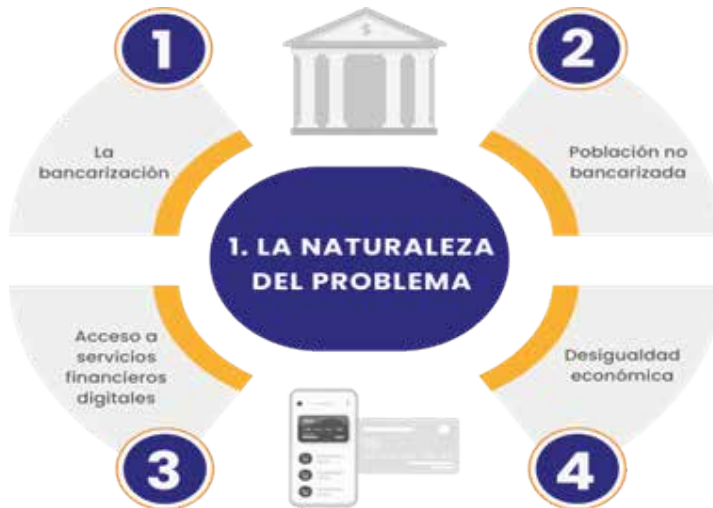 1
La
bancarización
2
Población no
bancarizada
$
1. LA NATURALEZA
DEL PROBLEMA
Acceso a
servicios
financieros
digitales
3
Desigualdad
económica
4